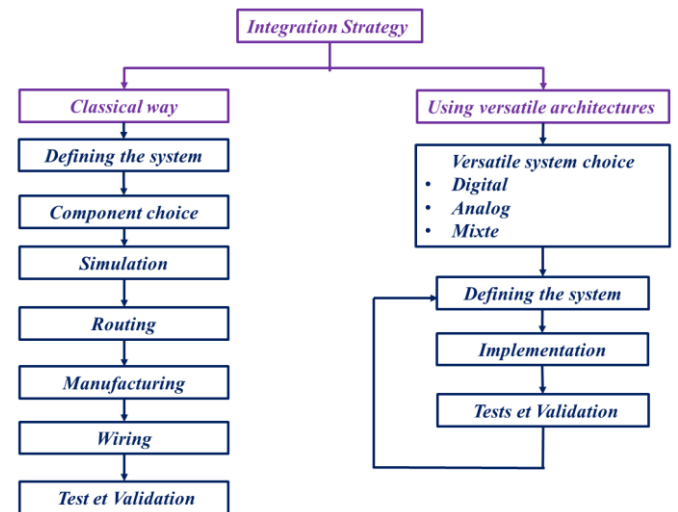 Integration Strategy
Classical way
Defining the system
Component choice
Simulation
Routing
Manufacturing
Wiring
Test et Validation
Using versatile architectures
Versatile system choice
• Digital
• Analog
• Mixte
Defining the system
Implementation
Tests et Validation